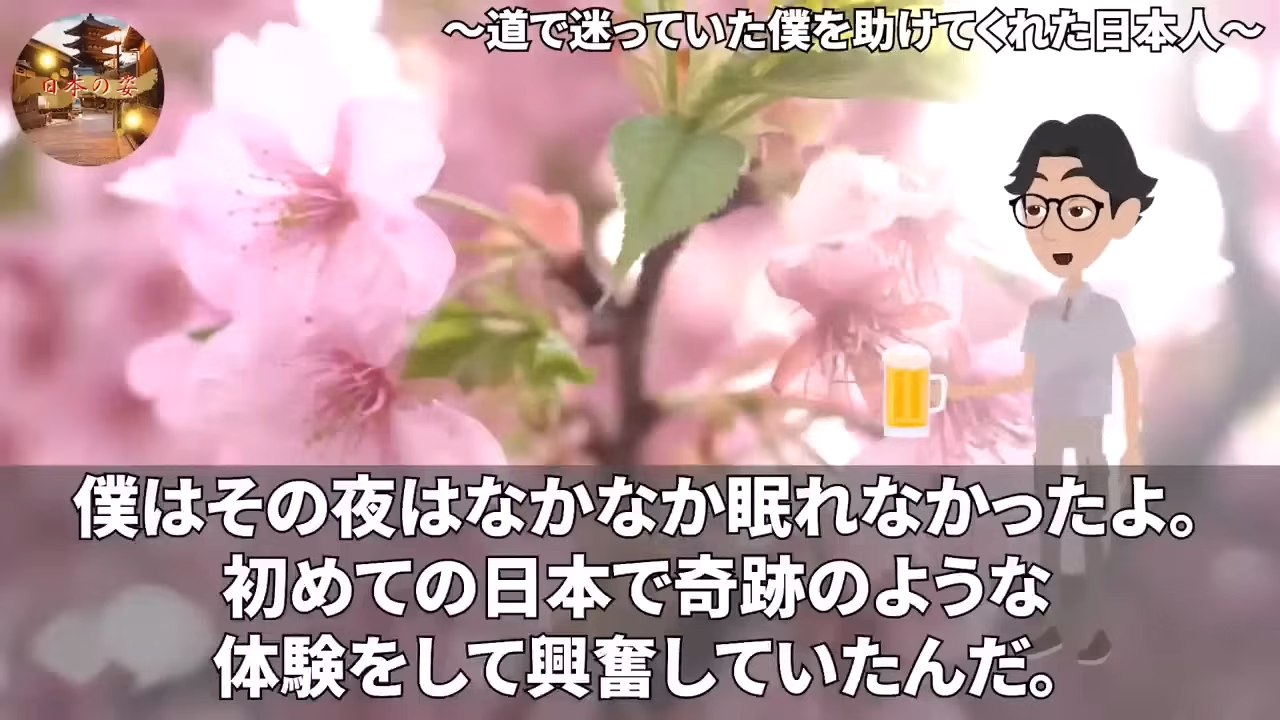 ～道で迷っていた僕を助けてくれた日本人～
日本の姿
僕はその夜はなかなか眠れなかったよ。
初めての日本で奇跡のような
体験をして興奮していたんだ。